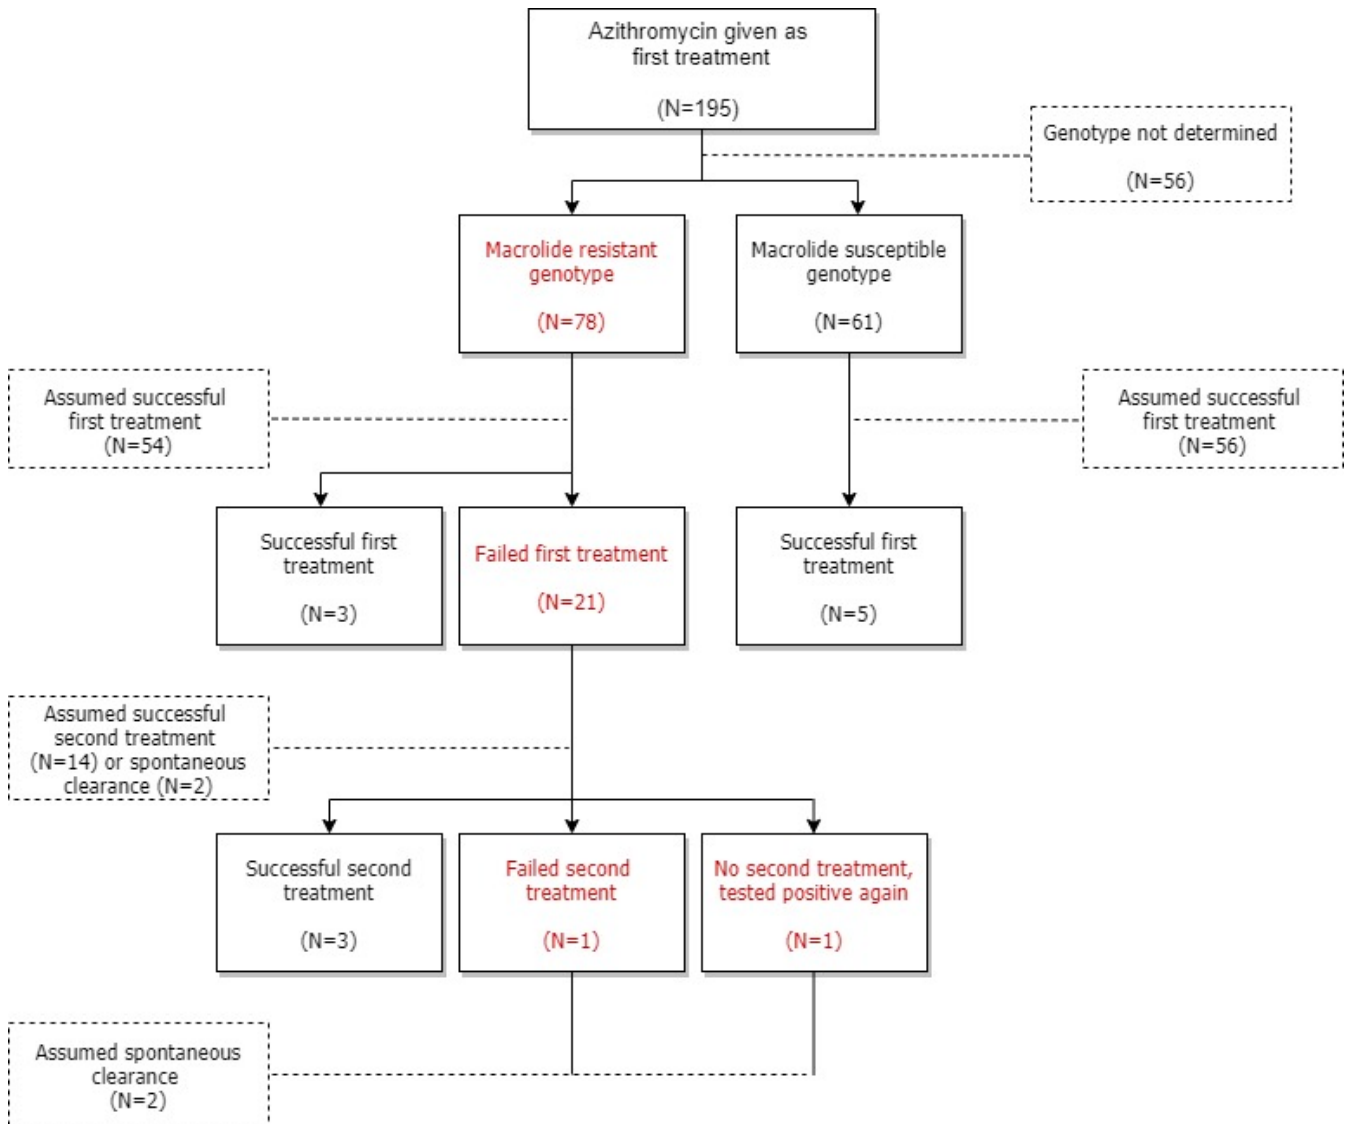 Azithromycin given as
first treatment
(N=195)
Genotype not determined
(N=56)
Macrolide resistant
genotype
(N=78)
Macrolide susceptible
genotype
(N=61)
Assumed successful
first treatment
(N=54)
Assumed successful
first treatment
(N=56)
Successful first
treatment
(N=3)
Failed first treatment
(N=21)
Successful first
treatment
(N=5)
Assumed successful
second treatment
(N=14) or spontaneous
clearance (N=2)
Successful second
treatment
(N=3)
Failed second
treatment
(N=1)
No second treatment,
tested positive again
(N=1)
Assumed spontaneous
clearance
(N=2)